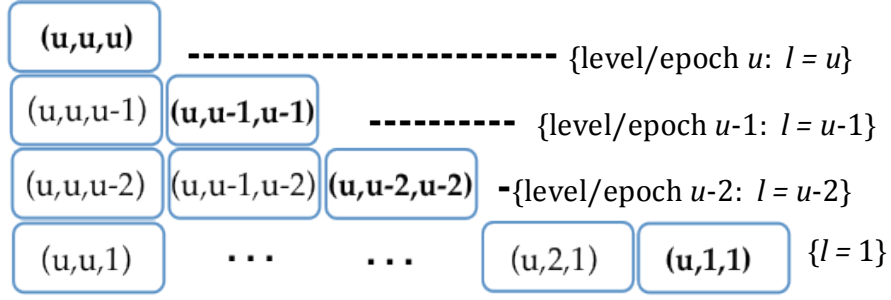 (u,u,u) ------------------------- {level/epoch u: l = u}
(u,u,u-1) (u,u-1,u-1) ---------- {level/epoch u-1: l = u-1}
(u,u,u-2) (u,u-1,u-2) (u,u-2,u-2) -{level/epoch u-2: l = u-2}
(u,u,1) ... ... (u,2,1) (u,1,1) {l = 1}